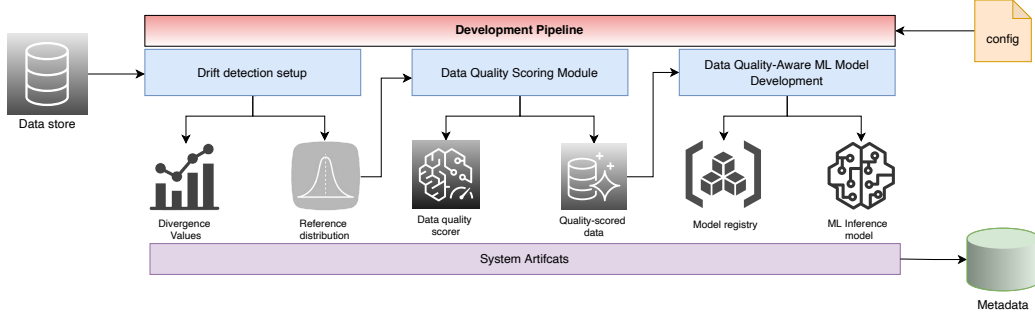 Development Pipeline
config
Drift detection setup
Data Quality Scoring Module
Data Quality-Aware ML Model
Development
Data store
Divergence
Values
Reference
distribution
Data quality
scorer
Quality-scored
data
Model registry
ML Inference
model
System Artifcats
Metadata